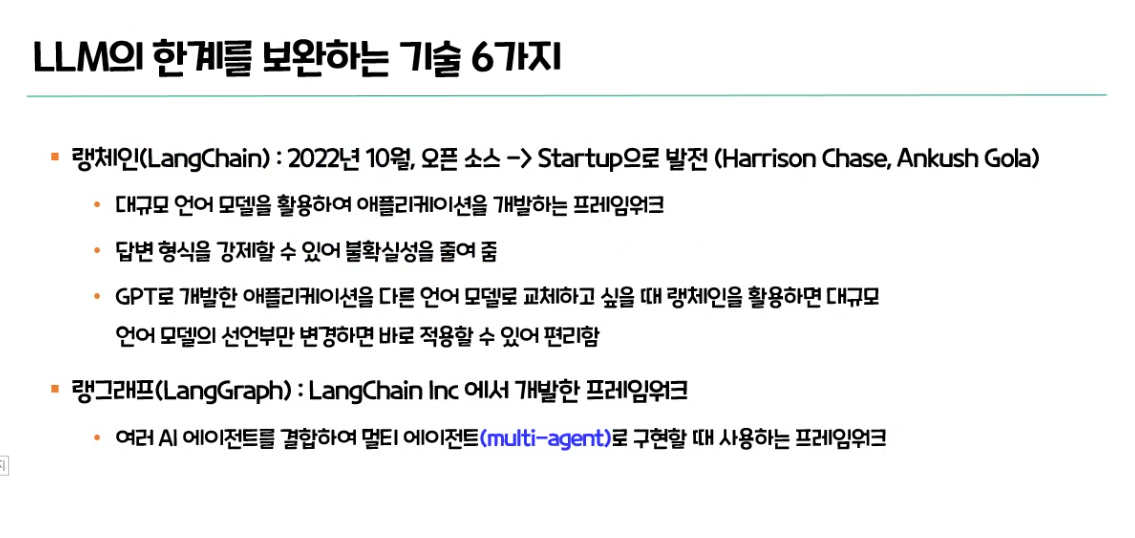 LLM의 한계를 보완하는 기술 6가지
▪ 랭체인(LangChain) : 2022년 10월, 오픈 소스 -> Startup으로 발전 (Harrison Chase, Ankush Gola)
• 대규모 언어 모델을 활용하여 애플리케이션을 개발하는 프레임워크
• 답변 형식을 강제할 수 있어 불확실성을 줄여 줌
• GPT로 개발한 애플리케이션을 다른 언어 모델로 교체하고 싶을 때 랭체인을 활용하면 대규모
언어 모델의 선언부만 변경하면 바로 적용할 수 있어 편리함
▪ 랭그래프(LangGraph) : LangChain Inc 에서 개발한 프레임워크
• 여러 AI 에이전트를 결합하여 멀티 에이전트(multi-agent)로 구현할 때 사용하는 프레임워크